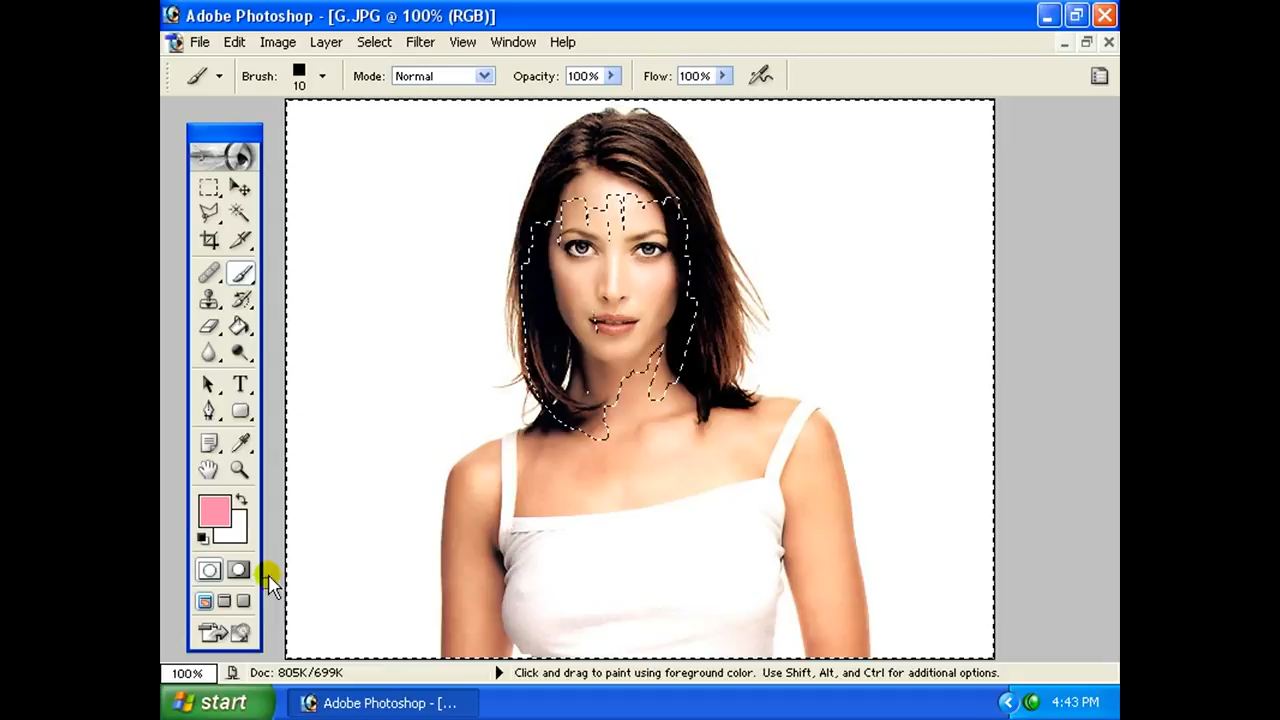 Adobe Photoshop - [G.JPG @ 100% (RGB)]
File Edit Image Layer Select Filter View Window Help
Brush: 10 Mode: Normal Opacity: 100% Flow: 100%
T
100% Doc: 805K/699K Click and drag to paint using foreground color. Use Shift, Alt, and Ctrl for additional options.
start Adobe Photoshop - [... 4:43 PM